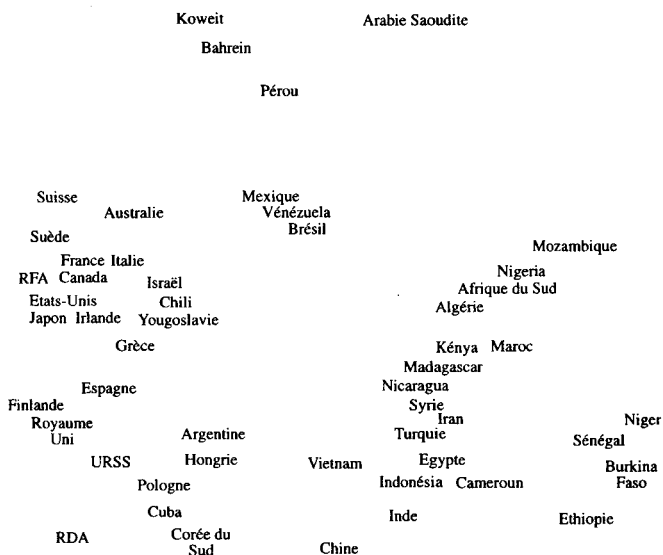 Koweit Arabie Saoudite
Bahrein
Pérou
Suisse Mexique
Australie Vénézuela
Brésil
Suède
Mozambique
France Italie
Nigeria
RFA Canada Israël
Afrique du Sud
Etats-Unis Chili
Algérie
Japon Irlande Yougoslavie
Grèce Kénya Maroc
Madagascar
Espagne Nicaragua
Finlande Syrie
Royaume Iran Niger
Uni Argentine Turquie Sénégal
URSS Hongrie Vietnam Egypte Burkina
Pologne Indonésia Cameroun Faso
Cuba Inde Ethiopie
RDA Corée du
Sud Chine